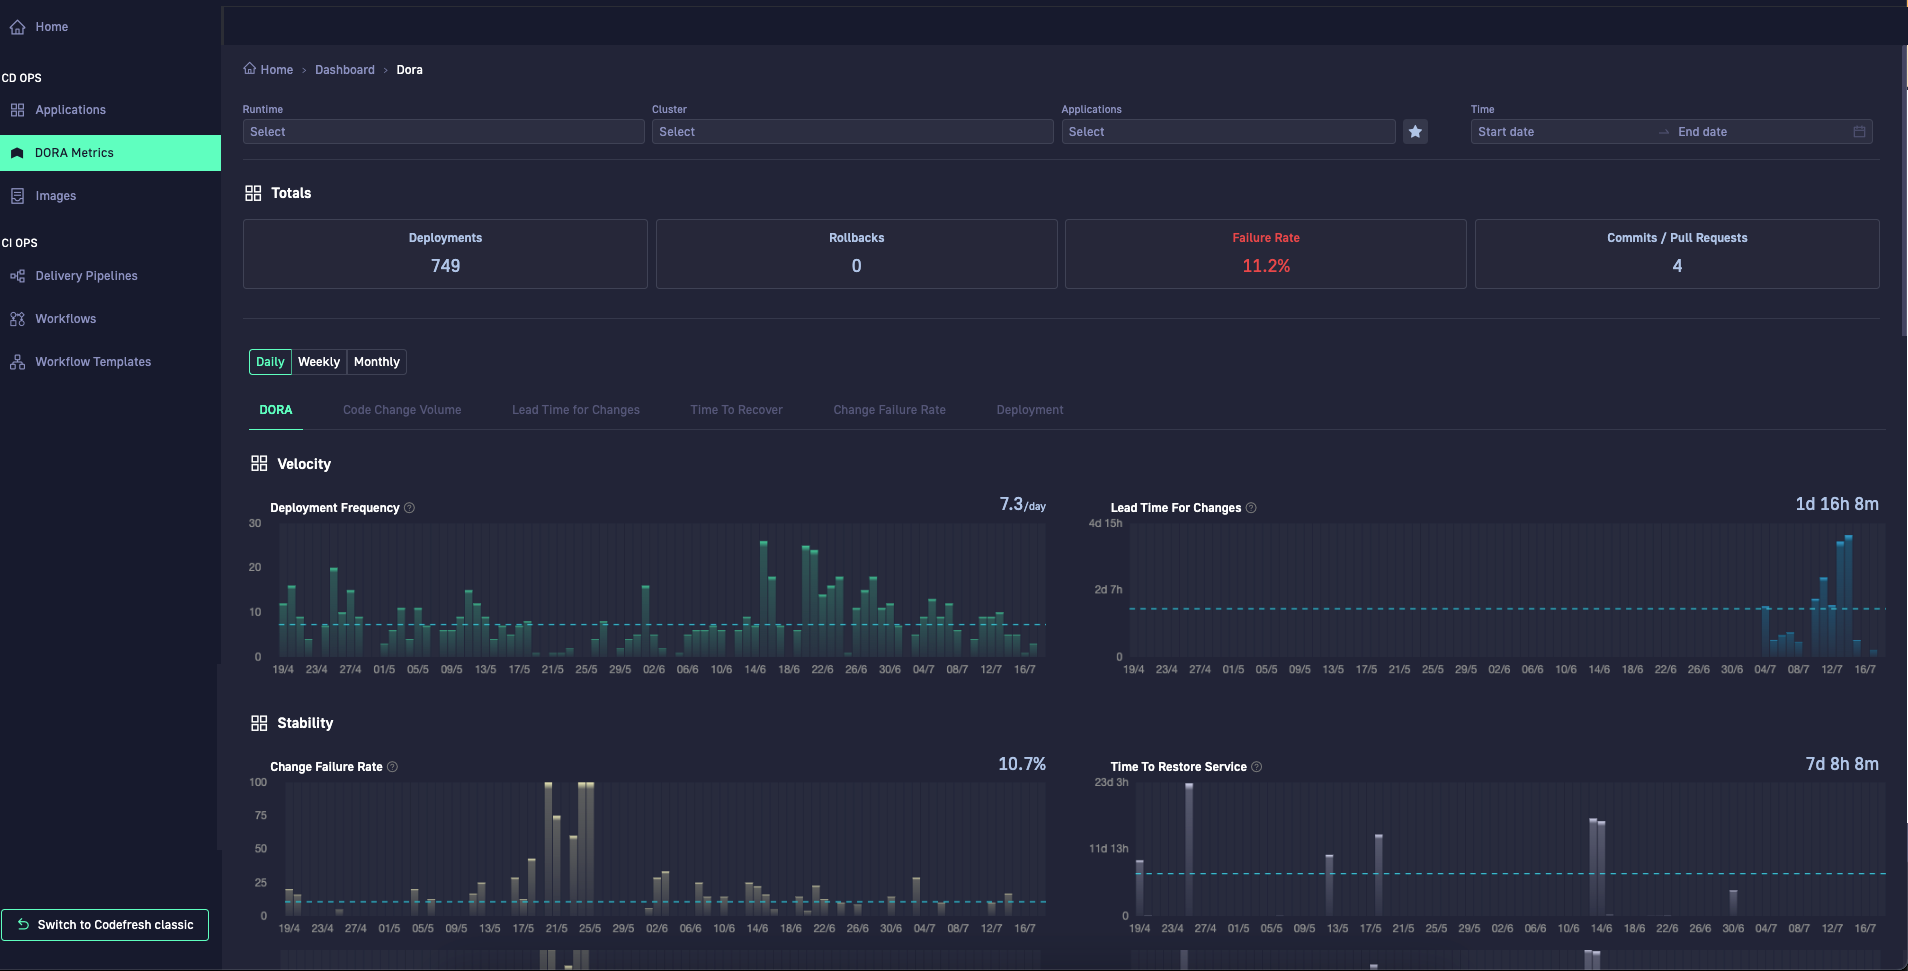 Home
CD OPS
Applications
DORA Metrics
Images
CI OPS
Delivery Pipelines
Workflows
Workflow Templates
Switch to Codefresh classic
Home > Dashboard > Dora
Runtime Cluster Applications Time
Select Select Select Start date → End date
Totals
Deployments Rollbacks Failure Rate Commits / Pull Requests
749 0 11.2% 4
Daily Weekly Monthly
DORA Code Change Volume Lead Time for Changes Time To Recover Change Failure Rate Deployment
Velocity
Deployment Frequency 7.3/day
30
20
10
0
19/4 23/4 27/4 01/5 05/5 09/5 13/5 17/5 21/5 25/5 29/5 02/6 06/6 10/6 14/6 18/6 22/6 26/6 30/6 04/7 08/7 12/7 16/7
Lead Time For Changes 1d 16h 8m
4d 15h
2d 7h
0
19/4 23/4 27/4 01/5 05/5 09/5 13/5 17/5 21/5 25/5 29/5 02/6 06/6 10/6 14/6 18/6 22/6 26/6 30/6 04/7 08/7 12/7 16/7
Stability
Change Failure Rate 10.7%
100
75
50
25
0
19/4 23/4 27/4 01/5 05/5 09/5 13/5 17/5 21/5 25/5 29/5 02/6 06/6 10/6 14/6 18/6 22/6 26/6 30/6 04/7 08/7 12/7 16/7
Time To Restore Service 7d 8h 8m
23d 3h
11d 13h
0
19/4 23/4 27/4 01/5 05/5 09/5 13/5 17/5 21/5 25/5 29/5 02/6 06/6 10/6 14/6 18/6 22/6 26/6 30/6 04/7 08/7 12/7 16/7